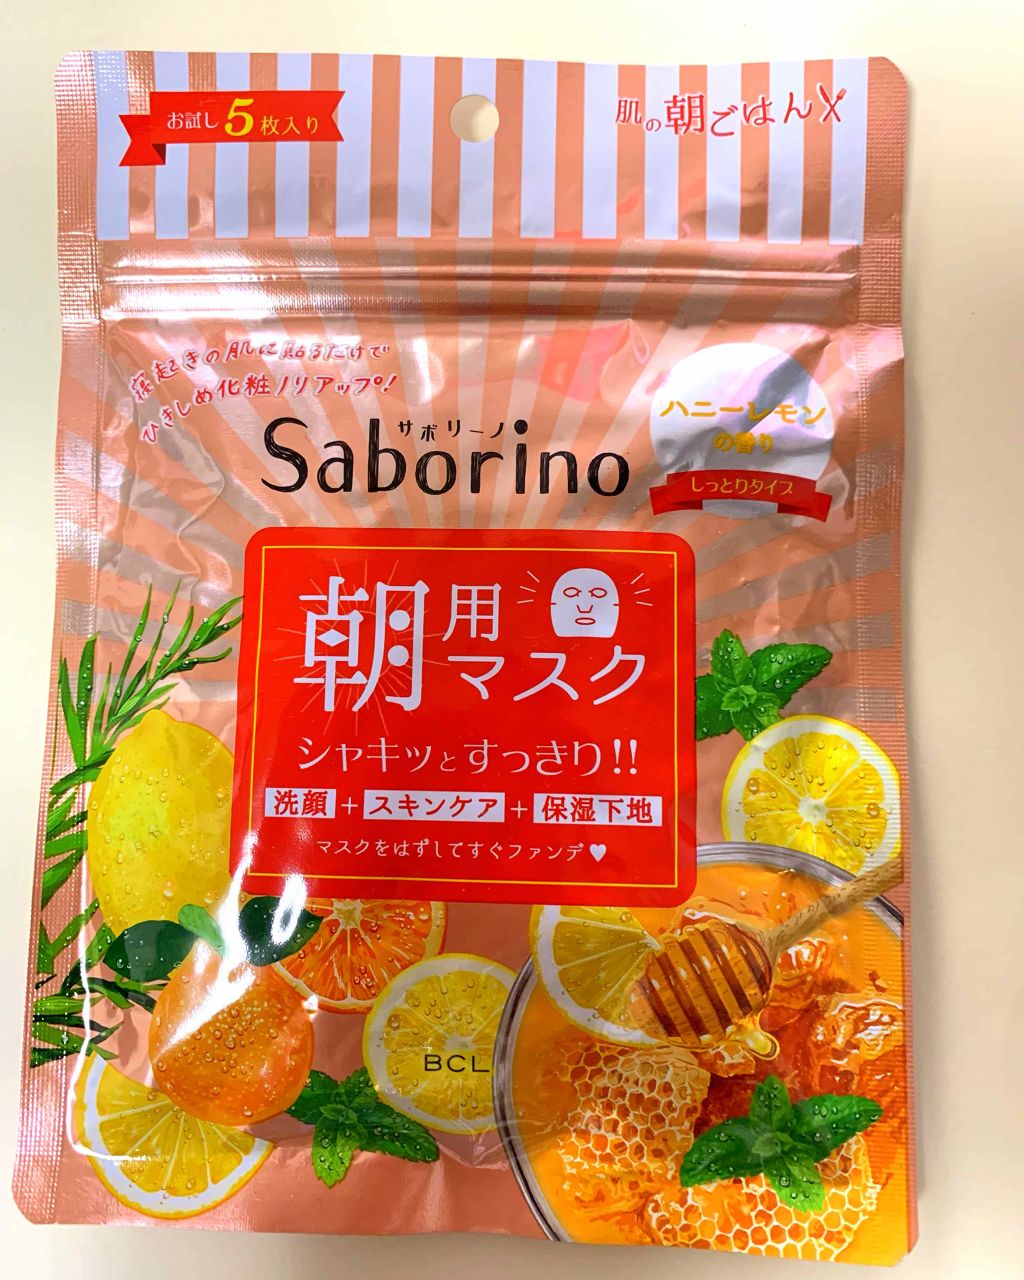 お試し5枚入り
肌の朝ごはん
寝起きの肌に貼るだけで
ひきしめ化粧ノリアップ!
サボリーノ
Saborino
ハニーレモン
の香り
しっとりタイプ
朝用マスク
シャキッとすっきり!!
洗顔+スキンケア+保湿下地
マスクをはずしてすぐファンデ♥
BCL